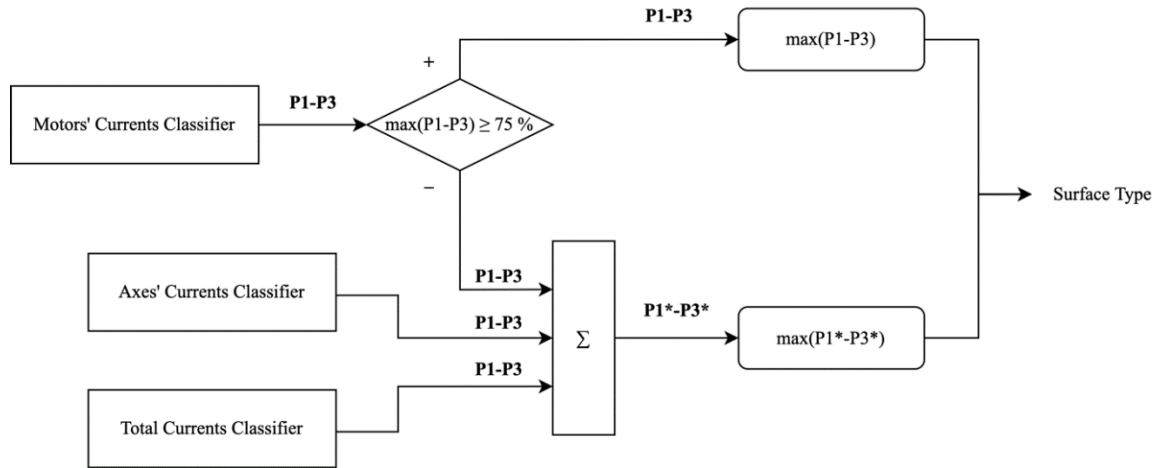 P1-P3
max(P1-P3)
+
P1-P3
Motors' Currents Classifier
max(P1-P3) ≥ 75 %
−
Surface Type
P1-P3
Axes' Currents Classifier
P1*-P3*
P1-P3
∑
max(P1*-P3*)
P1-P3
Total Currents Classifier